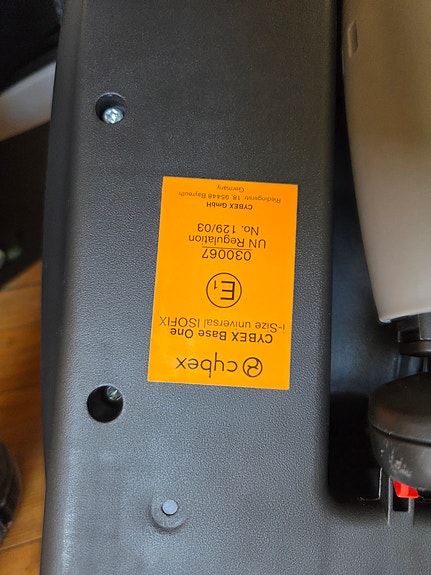 cybex
CYBEX Base One
i-Size universal ISOFIX
E1
030067
UN Regulation
No. 129/03
CYBEX GmbH
Riedingerstr. 18, 95448 Bayreuth
Germany